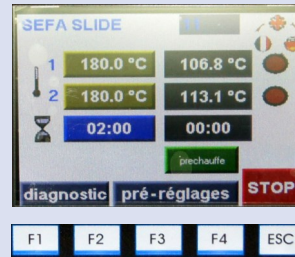 SEFA SLIDE
1 180.0 °C 106.8 °C
2 180.0 °C 113.1 °C
02:00 00:00
prechauffe
diagnostic pré-réglages STOP
F1 F2 F3 F4 ESC